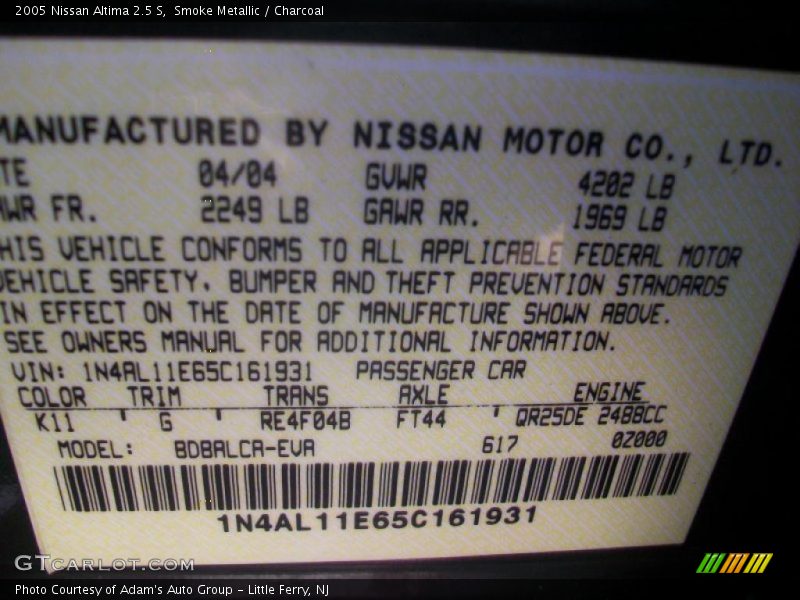 2005 Nissan Altima 2.5 S, Smoke Metallic / Charcoal
MANUFACTURED BY NISSAN MOTOR CO., LTD.
TE 04/04 GVWR 4202 LB
AWR FR. 2249 LB GAWR RR. 1969 LB
HIS VEHICLE CONFORMS TO ALL APPLICABLE FEDERAL MOTOR
VEHICLE SAFETY, BUMPER AND THEFT PREVENTION STANDARDS
IN EFFECT ON THE DATE OF MANUFACTURE SHOWN ABOVE.
SEE OWNERS MANUAL FOR ADDITIONAL INFORMATION.
VIN: 1N4AL11E65C161931 PASSENGER CAR
COLOR TRIM TRANS AXLE ENGINE
K11 G RE4F04B FT44 QR25DE 2488CC
MODEL: BDBALCA-EVA 617 0Z000
1N4AL11E65C161931
GTCARLOT.COM
Photo Courtesy of Adam's Auto Group - Little Ferry, NJ